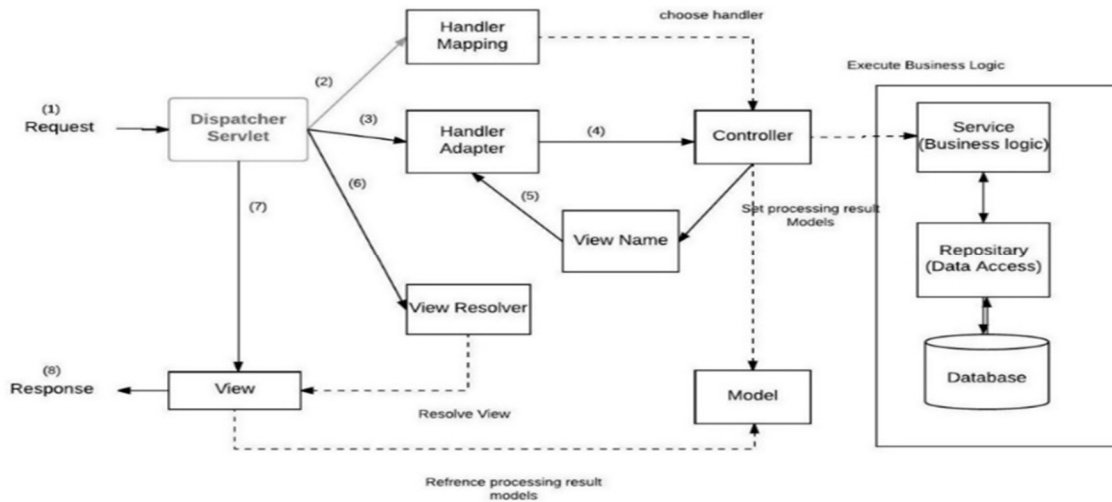 choose handler
Handler
Mapping
(2)
Execute Business Logic
(1)
Request
Dispatcher
Servlet
(3)
Handler
Adapter
(4)
Controller
Service
(Business logic)
(6)
(5)
(7)
Set processing result
Models
View Name
Repositary
(Data Access)
View Resolver
(8)
Response
View
Resolve View
Model
Database
Refrence processing result
models